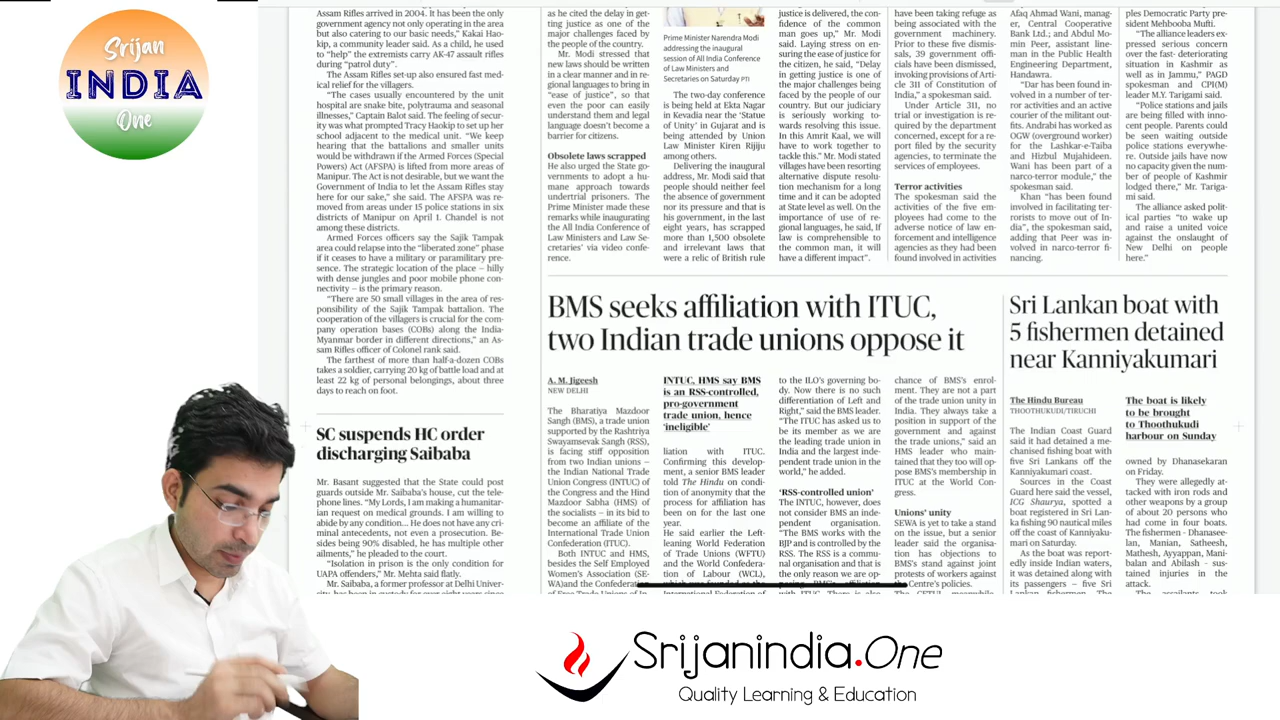 Srijan
INDIA
One
Assam Rifles arrived in 2004. It has been the only
government agency not only operating in the area
but also catering to our basic needs," Kakai Hao-
kip, a community leader said. As a child, he used
to "help" the extremists carry AK-47 assault rifles
during "patrol duty".
The Assam Rifles set-up also ensured fast med-
ical relief for the villagers.
"The cases usually encountered by the unit
hospital are snake bite, polytrauma and seasonal
illnesses," Captain Balot said. The feeling of secur-
ity was what prompted Tracy Haokip to set up her
school adjacent to the medical unit. "We keep
hearing that the battalions and smaller units
would be withdrawn if the Armed Forces (Special
Powers) Act (AFSPA) is lifted from more areas of
Manipur. The Act is not desirable, but we want the
Government of India to let the Assam Rifles stay
here for our sake," she said. The AFSPA was re-
moved from areas under 15 police stations in six
districts of Manipur on April 1. Chandel is not
among these districts.
Armed Forces officers say the Sajik Tampak
area could relapse into the "liberated zone" phase
if it ceases to have a military or paramilitary pre-
sence. The strategic location of the place – hilly
with dense jungles and poor mobile phone con-
nectivity – is the primary reason.
"There are 50 small villages in the area of res-
ponsibility of the Sajik Tampak battalion. The
cooperation of the villagers is crucial for the com-
pany operation bases (COBs) along the India-
Myanmar border in different directions," an As-
sam Rifles officer of Colonel rank said.
The farthest of more than half-a-dozen COBs
takes a soldier, carrying 20 kg of battle load and at
least 22 kg of personal belongings, about three
days to reach on foot.
SC suspends HC order
discharging Saibaba
Mr. Basant suggested that the State could post
guards outside Mr. Saibaba's house, cut the tele-
phone lines. "My Lords, I am making a humanitar-
ian request on medical grounds. I am willing to
abide by any condition... He does not have any cri-
minal antecedents, not even a prosecution. Be-
sides being 90% disabled, he has multiple other
ailments," he pleaded to the court.
"Isolation in prison is the only condition for
UAPA offenders," Mr. Mehta said flatly.
Mr. Saibaba, a former professor at Delhi Univer-
sity, has been in custody for over eight years since
as he cited the delay in get-
ting justice as one of the
major challenges faced by
the people of the country.
Mr. Modi stressed that
new laws should be written
in a clear manner and in re-
gional languages to bring in
"ease of justice", so that
even the poor can easily
understand them and legal
language doesn't become a
barrier for citizens.
Obsolete laws scrapped
He also urged the State go-
vernments to adopt a hu-
mane approach towards
undertrial prisoners. The
Prime Minister made these
remarks while inaugurating
the All India Conference of
Law Ministers and Law Se-
cretaries' via video confe-
rence.
Prime Minister Narendra Modi
addressing the inaugural
session of All India Conference
of Law Ministers and
Secretaries on Saturday PTI
The two-day conference
is being held at Ekta Nagar
in Kevadia near the 'Statue
of Unity' in Gujarat and is
being attended by Union
Law Minister Kiren Rijiju
among others.
Delivering the inaugural
address, Mr. Modi said that
people should neither feel
the absence of government
nor its pressure and that is
his government, in the last
eight years, has scrapped
more than 1,500 obsolete
and irrelevant laws that
were a relic of British rule
justice is delivered, the con-
fidence of the common
man goes up," Mr. Modi
said. Laying stress on en-
suring the ease of justice for
the citizen, he said, "Delay
in getting justice is one of
the major challenges being
faced by the people of our
country. But our judiciary
is seriously working to-
wards resolving this issue.
In this Amrit Kaal, we will
have to work together to
tackle this." Mr. Modi stated
villages have been resorting
alternative dispute resolu-
tion mechanism for a long
time and it can be adopted
at State level as well. On the
importance of use of re-
gional languages, he said, If
law is comprehensible to
the common man, it will
have a different impact".
have been taking refuge as
being associated with the
government machinery.
Prior to these five dismis-
sals, 39 government offi-
cials have been dismissed,
invoking provisions of Arti-
cle 311 of Constitution of
India," a spokesman said.
Under Article 311, no
trial or investigation is re-
quired by the department
concerned, except for a re-
port filed by the security
agencies, to terminate the
services of employees.
Terror activities
The spokesman said the
activities of the five em-
ployees had come to the
adverse notice of law en-
forcement and intelligence
agencies as they had been
found involved in activities
Afaq Ahmad Wani, manag-
er, Central Cooperative
Bank Ltd.; and Abdul Mo-
min Peer, assistant line-
man in the Public Health
Engineering Department,
Handawra.
"Dar has been found
involved in a number of ter-
ror activities and an active
courier of the militant out-
fits. Andrabi has worked as
OGW (overground worker)
for the Lashkar-e-Taiba
and Hizbul Mujahideen.
Wani has been part of a
narco-terror module," the
spokesman said.
Khan "has been found
involved in facilitating ter-
rorists to move out of In-
dia", the spokesman said,
adding that Peer was in-
volved in narco-terror fi-
nancing.
ples Democratic Party pre-
sident Mehbooba Mufti.
"The alliance leaders ex-
pressed serious concern
over the fast- deteriorating
situation in Kashmir as
well as in Jammu," PAGD
spokesman and CPI(M)
leader M.Y. Tarigami said.
"Police stations and jails
are being filled with inno-
cent people. Parents could
be seen waiting outside
police stations everywhe-
re. Outside jails have now
no capacity given the num-
ber of people of Kashmir
lodged there", Mr. Tariga-
mi said.
The alliance asked pol-
itical parties "to wake up
and raise a united voice
against the onslaught of
New Delhi on people
here."
BMS seeks affiliation with ITUC,
two Indian trade unions oppose it
A. M. Jigeesh
NEW DELHI
The Bharatiya Mazdoor
Sangh (BMS), a trade union
supported by the Rashtriya
Swayamsevak Sangh (RSS),
is facing stiff opposition
from two Indian unions –
the Indian National Trade
Union Congress (INTUC) of
the Congress and the Hind
Mazdoor Sabha (HMS) of
the socialists – in its bid to
become an affiliate of the
International Trade Union
Confederation (ITUC).
Both INTUC and HMS,
besides the Self Employed
Women's Association (SE-
WA)and the Confederation
of Free Trade Unions of In-
INTUC, HMS say BMS
is an RSS-controlled,
pro-government
trade union, hence
'ineligible'
liation with ITUC.
Confirming this develop-
ment, a senior BMS leader
told The Hindu on condi-
tion of anonymity that the
process for affiliation has
been on for the last one
year.
He said earlier the Left-
leaning World Federation
of Trade Unions (WFTU)
and the World Confedera-
tion of Labour (WCL),
which was founded as the
International Federation of
to the ILO's governing bo-
dy. Now there is no such
differentiation of Left and
Right," said the BMS leader.
"The ITUC has asked us to
be its member as we are
the leading trade union in
India and the largest inde-
pendent trade union in the
world," he added.
'RSS-controlled union'
The INTUC, however, does
not consider BMS an inde-
pendent organisation.
"The BMS works with the
BJP and is controlled by the
RSS. The RSS is a commu-
nal organisation and that is
the only reason we are op-
posing BMS's affiliation
with ITUC. There is also
chance of BMS's enrol-
ment. They are not a part
of the trade union unity in
India. They always take a
position in support of the
government and against
the trade unions," said an
HMS leader who main-
tained that they too will op-
pose BMS's membership in
ITUC at the World Con-
gress.
Unions' unity
SEWA is yet to take a stand
on the issue, but a senior
leader said the organisa-
tion has objections to
BMS's stand against joint
protests of workers against
the Centre's policies.
The CFTUI, meanwhile,
Sri Lankan boat with
5 fishermen detained
near Kanniyakumari
The Hindu Bureau
THOOTHUKUDI/TIRUCHI
The Indian Coast Guard
said it had detained a me-
chanised fishing boat with
five Sri Lankans off the
Kanniyakumari coast.
Sources in the Coast
Guard here said the vessel,
ICG Shaurya, spotted a
boat registered in Sri Lan-
ka fishing 90 nautical miles
off the coast of Kanniyaku-
mari on Saturday.
As the boat was report-
edly inside Indian waters,
it was detained along with
its passengers – five Sri
Lankan fishermen. The
The boat is likely
to be brought
to Thoothukudi
harbour on Sunday
owned by Dhanasekaran
on Friday.
They were allegedly at-
tacked with iron rods and
other weapons by a group
of about 20 persons who
had come in four boats.
The fishermen - Dhanasee-
lan, Manian, Satheesh,
Mathesh, Ayyappan, Mani-
balan and Abilash - sus-
tained injuries in the
attack.
The assailants took
Srijanindia.One
Quality Learning & Education